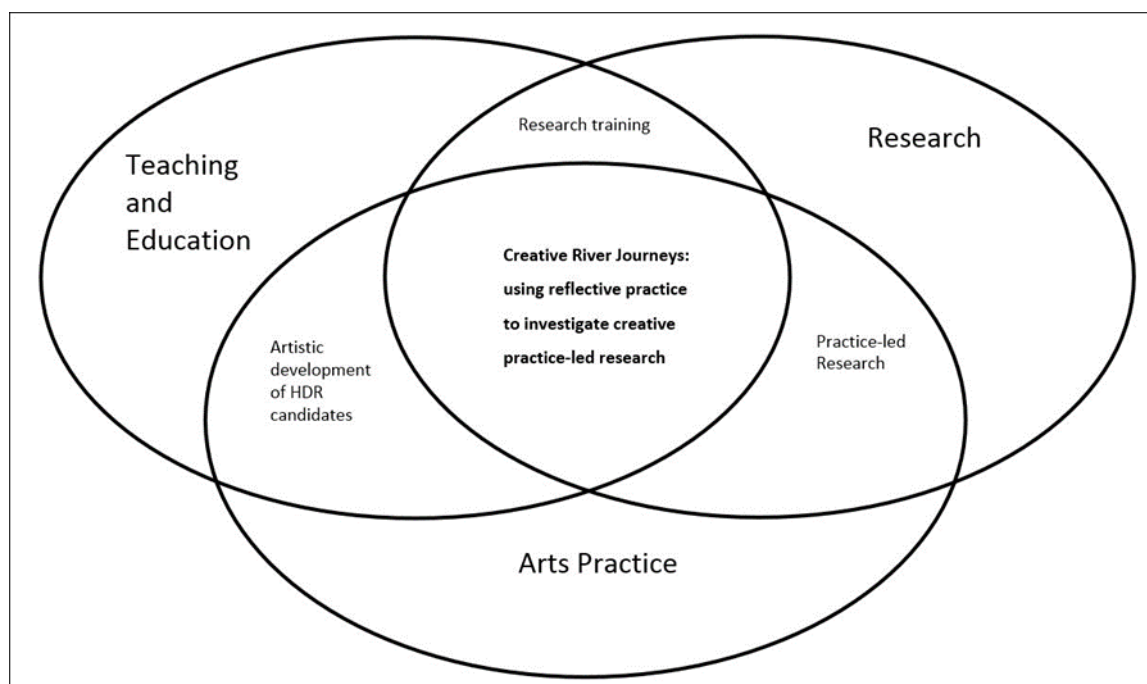 Research training
Teaching
and
Education
Research
Creative River Journeys:
using reflective practice
to investigate creative
practice-led research
Artistic
development
of HDR
candidates
Practice-led
Research
Arts Practice